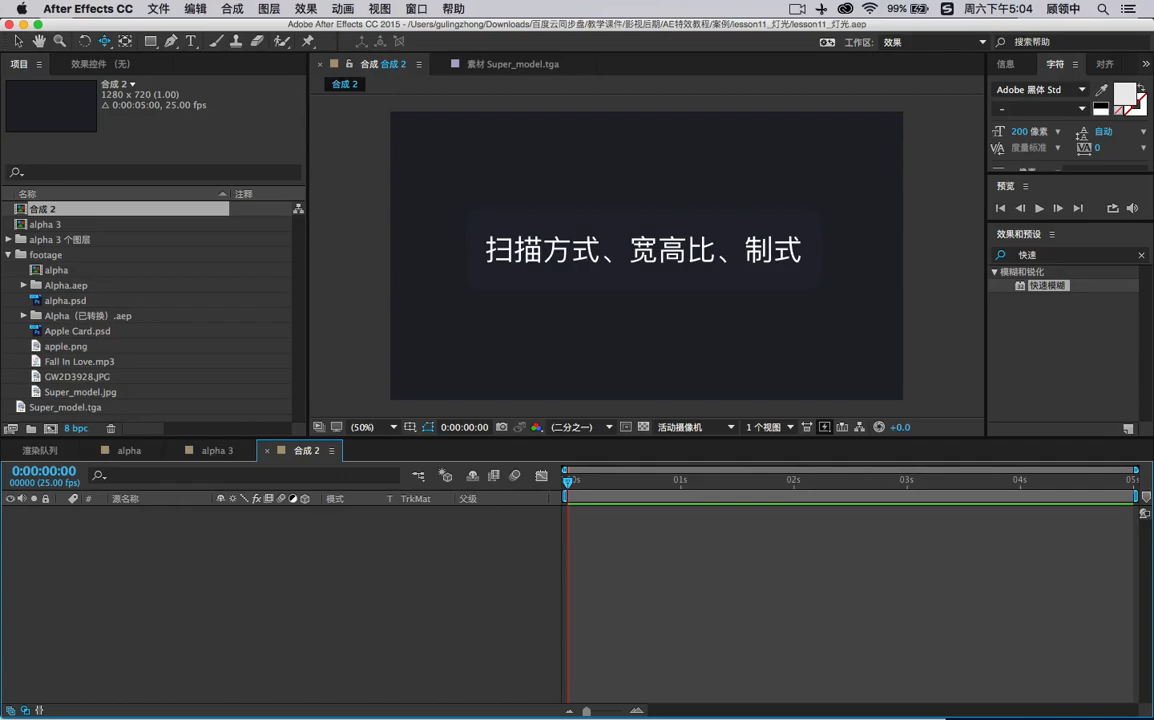 After Effects CC 文件 编辑 合成 图层 效果 动画 视图 窗口 帮助 99% 周六下午5:04 顾领中
Adobe After Effects CC 2015 - /Users/gulingzhong/Downloads/百度云同步盘/教学课件/影视后期/AE特效教程/案例/lesson11_灯光/lesson11_灯光.aep
工作区: 效果 搜索帮助
项目 效果控件 (无) 合成 合成 2 素材 Super_model.tga 信息 字符 对齐
合成 2
1280 x 720 (1.00)
Δ 0:00:05:00, 25.00 fps
合成 2
Adobe 黑体 Std
-
200 像素 自动
度量标准 0
像素
预览
效果和预设
快速
模糊和锐化
快速模糊
名称 注释
合成 2
alpha 3
alpha 3 个图层
footage
alpha
Alpha.aep
alpha.psd
Alpha（已转换）.aep
Apple Card.psd
apple.png
Fall In Love.mp3
GW2D3928.JPG
Super_model.jpg
Super_model.tga
8 bpc
扫描方式、宽高比、制式
(50%) 0:00:00:00 (二分之一) 活动摄像机 1 个视图 +0.0
渲染队列 alpha alpha 3 合成 2
0:00:00:00
00000 (25.00 fps)
# 源名称 模式 T TrkMat 父级
0s 01s 02s 03s 04s 05s